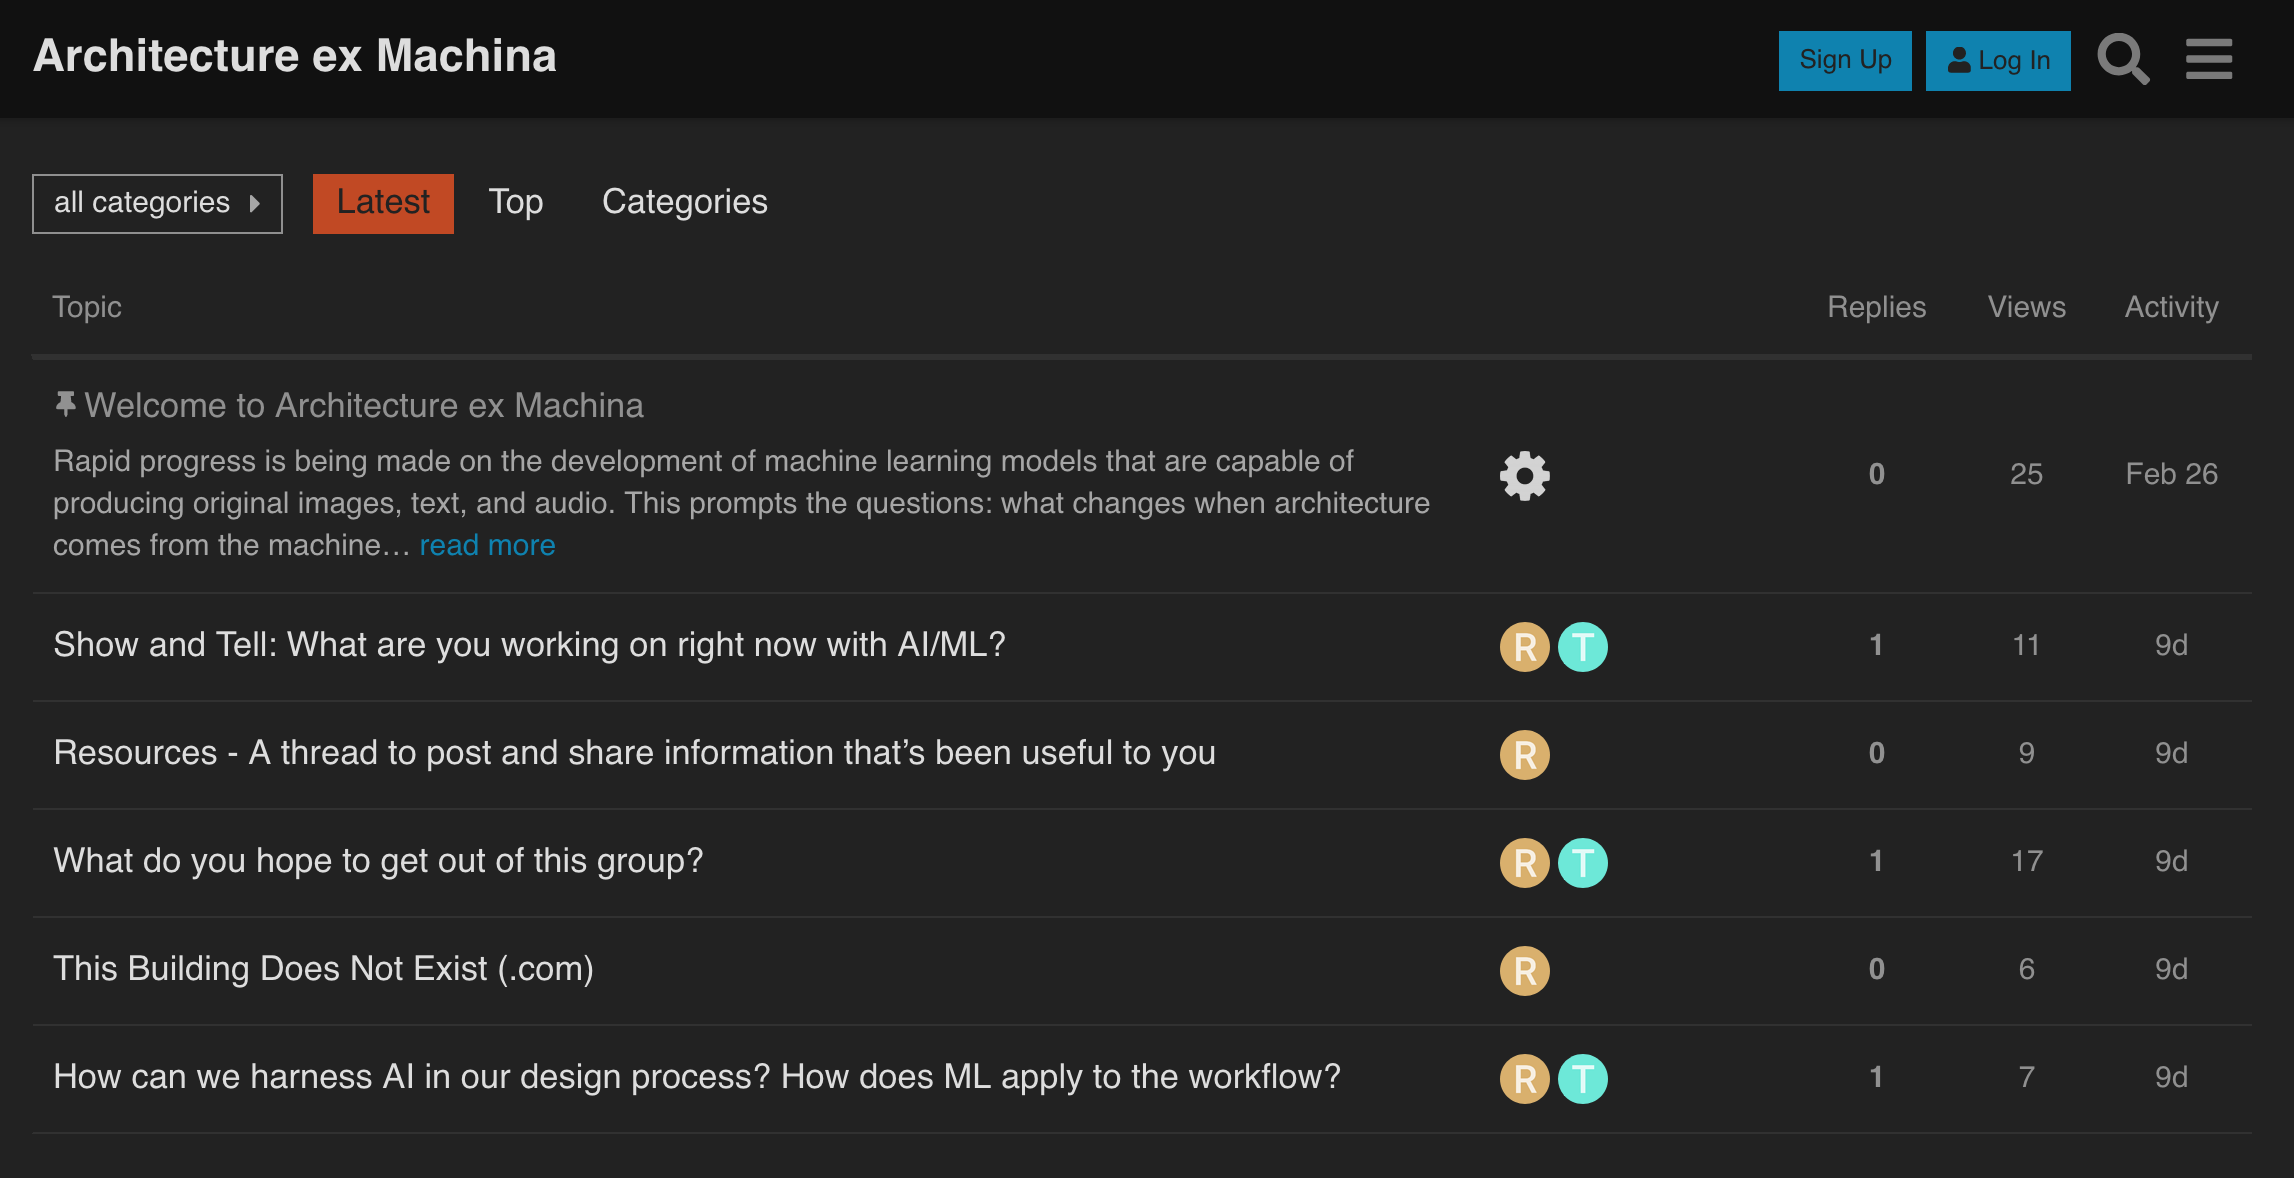 Architecture ex Machina
Sign Up
Log In
all categories
Latest
Top
Categories
Topic
Replies
Views
Activity
Welcome to Architecture ex Machina
Rapid progress is being made on the development of machine learning models that are capable of
producing original images, text, and audio. This prompts the questions: what changes when architecture
comes from the machine… read more
0
25
Feb 26
Show and Tell: What are you working on right now with AI/ML?
R
T
1
11
9d
Resources - A thread to post and share information that’s been useful to you
R
0
9
9d
What do you hope to get out of this group?
R
T
1
17
9d
This Building Does Not Exist (.com)
R
0
6
9d
How can we harness AI in our design process? How does ML apply to the workflow?
R
T
1
7
9d